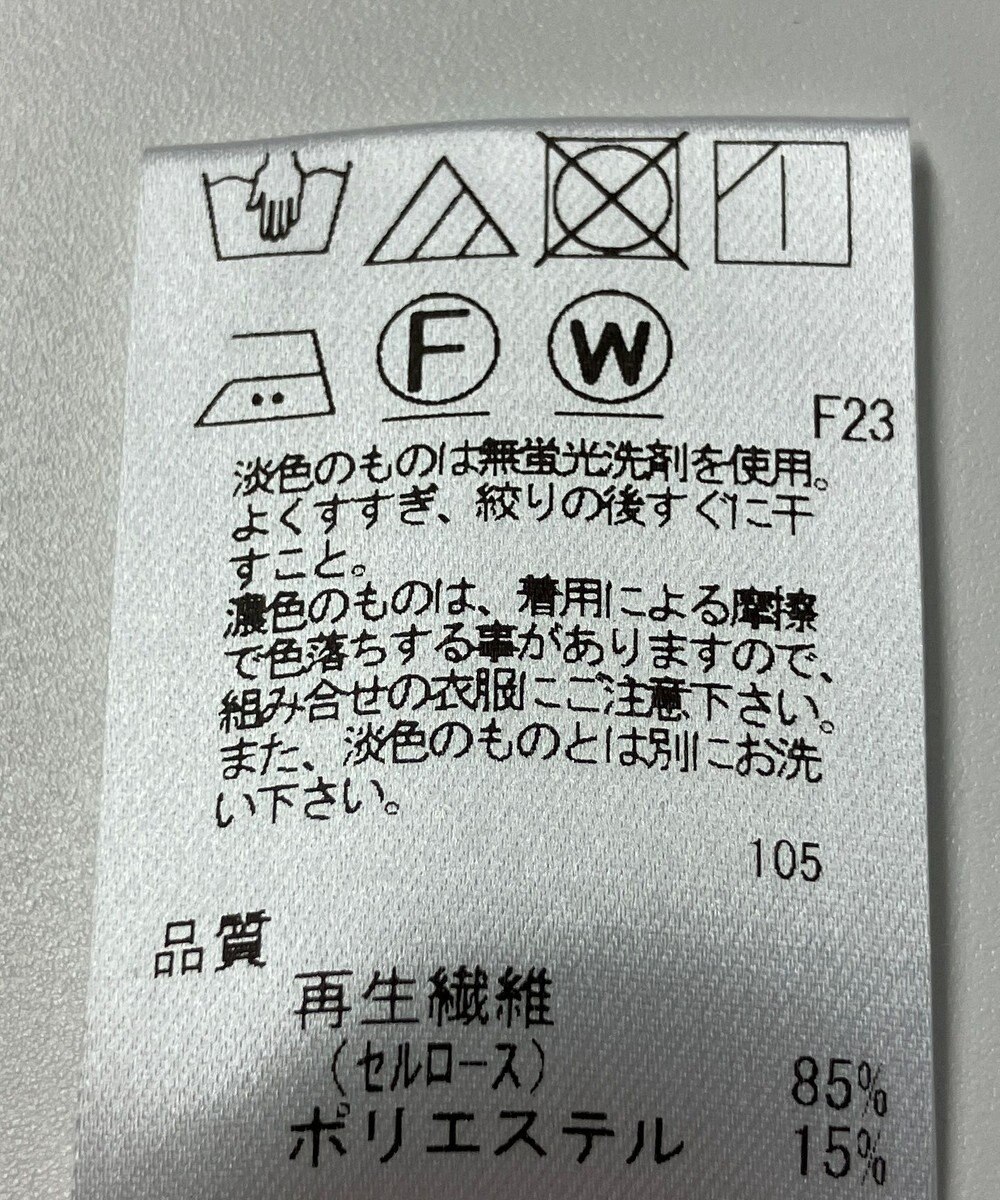 F
W
F23
淡色のものは無蛍光洗剤を使用。
よくすすぎ、絞りの後すぐに干
すこと。
濃色のものは、着用による摩擦
で色落ちする事がありますので、
組み合せの衣服にご注意下さい。
また、淡色のものとは別にお洗
い下さい。
105
品質
再生繊維
(セルロース) 85%
ポリエステル 15%